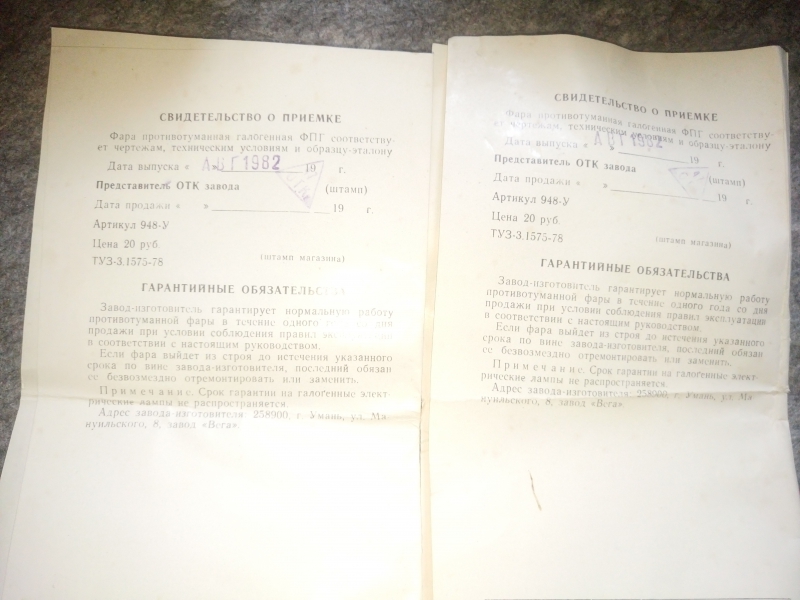 СВИДЕТЕЛЬСТВО О ПРИЕМКЕ
Фара противотуманная галогенная ФПГ соответству-
ет чертежам, техническим условиям и образцу-эталону
Дата выпуска « АВГ 1982 19 г.
Представитель ОТК завода (штамп)
Дата продажи « » 19 г.
Артикул 948-У
Цена 20 руб.
ТУЗ-3.1575-78 (штамп магазина)
ГАРАНТИЙНЫЕ ОБЯЗАТЕЛЬСТВА
Завод-изготовитель гарантирует нормальную работу
противотуманной фары в течение одного дня
продажи при условии соблюдения правил
в соответствии с настоящим руководством.
Если фара выйдет из строя до истечения указанного
срока по вине завода-изготовителя, последний обязан
ее безвозмездно отремонтировать или заменить.
Примечание. Срок гарантии на галогенные элект-
рические лампы не распространяется.
Адрес завода-изготовителя: 258900, г. Умань, ул. Ма
нуильского, 8, завод «Вега».
СВИДЕТЕЛЬСТВО О ПРИЕМКЕ
Фара противотуманная галогенная ФПГ соответству-
ет чертежам, техническим условиям и образцу-эталону
Дата выпуска « АВГ 1982 » 19 г.
Представитель ОТК завода (штамп)
Дата продажи « » 19 г.
Артикул 948-У
Цена 20 руб.
ТУЗ-3.1575-78 (штамп магазина)
ГАРАНТИЙНЫЕ ОБЯЗАТЕЛЬСТВА
Завод-изготовитель гарантирует нормальную работу
противотуманной фары в течение одного года со дня
продажи при условии соблюдения правил эксплуатации
в соответствии с настоящим руководством.
Если фара выйдет из строя до истечения указанного
срока по вине завода-изготовителя, последний обязан
ее безвозмездно отремонтировать или заменить.
Примечание. Срок гарантии на галогенные элект-
рические лампы не распространяется.
Адрес завода-изготовителя: 258900, г. Умань, ул. Ма
нуильского, 8, завод «Вега».